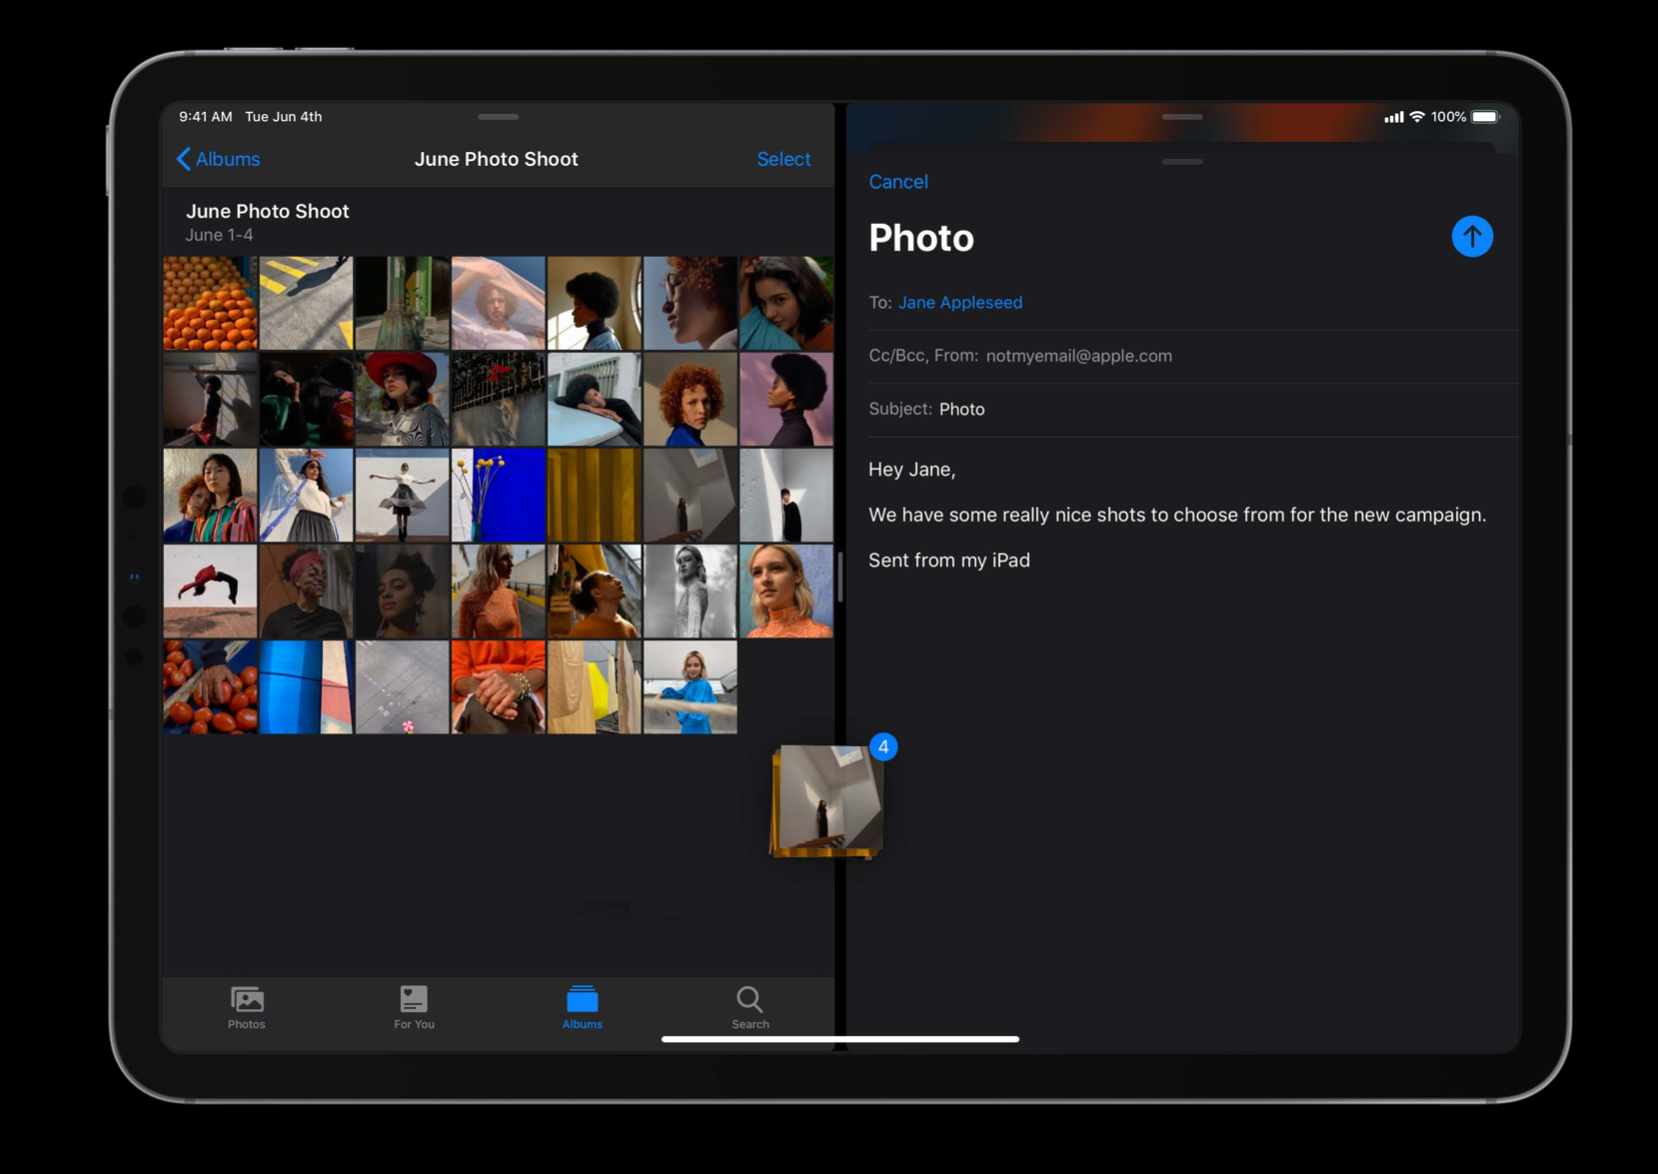 9:41 AM Tue Jun 4th
Albums
June Photo Shoot
Select
June Photo Shoot
June 1-4
Photos
For You
Albums
Search
4
100%
Cancel
Photo
To: Jane Appleseed
Cc/Bcc, From: notmyemail@apple.com
Subject: Photo
Hey Jane,
We have some really nice shots to choose from for the new campaign.
Sent from my iPad